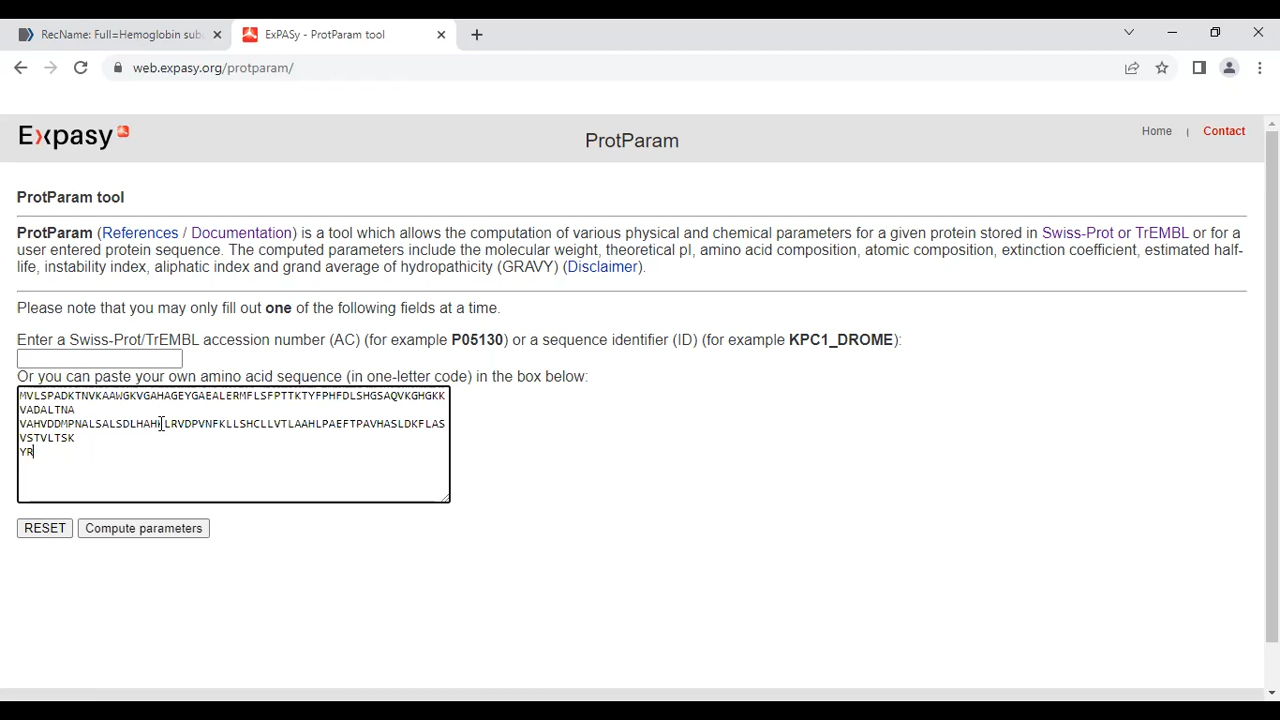 RecName: Full=Hemoglobin sub
ExPASy - ProtParam tool
web.expasy.org/protparam/
Expasy
ProtParam
Home | Contact
ProtParam tool
ProtParam (References / Documentation) is a tool which allows the computation of various physical and chemical parameters for a given protein stored in Swiss-Prot or TrEMBL or for a
user entered protein sequence. The computed parameters include the molecular weight, theoretical pI, amino acid composition, atomic composition, extinction coefficient, estimated half-
life, instability index, aliphatic index and grand average of hydropathicity (GRAVY) (Disclaimer).
Please note that you may only fill out one of the following fields at a time.
Enter a Swiss-Prot/TrEMBL accession number (AC) (for example P05130) or a sequence identifier (ID) (for example KPC1_DROME):
Or you can paste your own amino acid sequence (in one-letter code) in the box below:
MVLSPADKTNVKAAWGKVGAHAGEYGAEALERMFLSFPTTKTYFPHFDLSHGSAQVKGHGKK
VADALTNA
VAHVDDMPNALSALSDLHAHKLRVDPVNFKLLSHCLLVTLAAHLPAEFTPAVHASLDKFLAS
VSTVLTSK
YR
RESET
Compute parameters